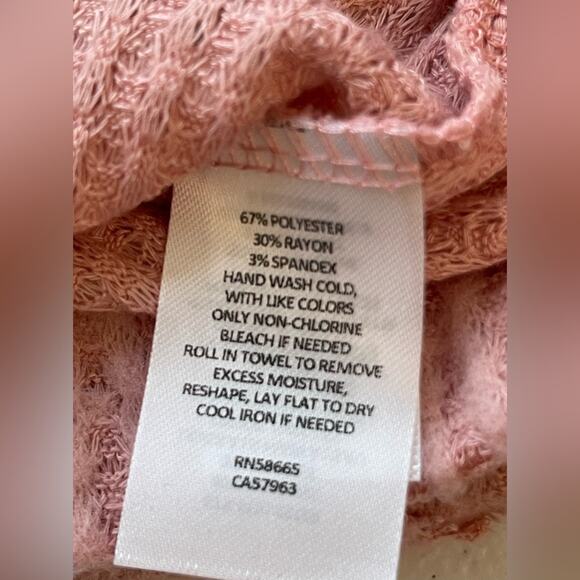 67% POLYESTER
30% RAYON
3% SPANDEX
HAND WASH COLD,
WITH LIKE COLORS
ONLY NON-CHLORINE
BLEACH IF NEEDED
ROLL IN TOWEL TO REMOVE
EXCESS MOISTURE,
RESHAPE, LAY FLAT TO DRY
COOL IRON IF NEEDED
RN58665
CA57963